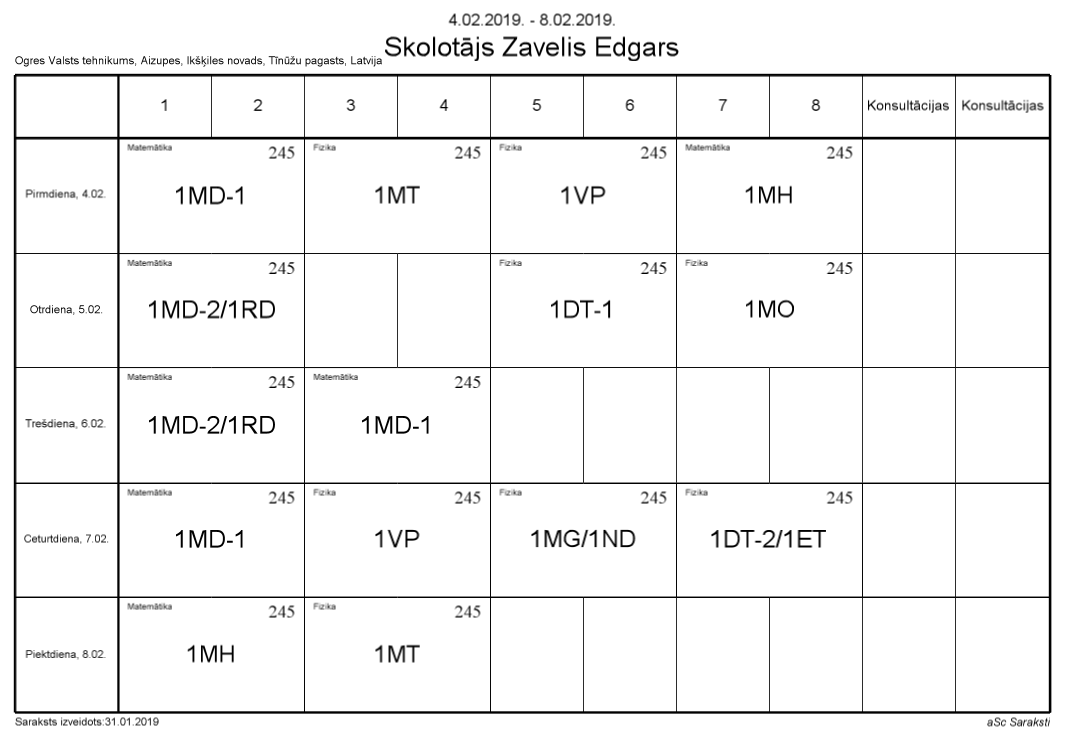 4.02.2019. - 8.02.2019.
Skolotājs Zavelis Edgars
Ogres Valsts tehnikums, Aizupes, Ikšķiles novads, Tīnūžu pagasts, Latvija
1 2 3 4 5 6 7 8 Konsultācijas Konsultācijas
Matemātika 245 Fizika 245 Fizika 245 Matemātika 245
Pirmdiena, 4.02. 1MD-1 1MT 1VP 1MH
Matemātika 245 Fizika 245 Fizika 245
Otrdiena, 5.02. 1MD-2/1RD 1DT-1 1MO
Matemātika 245 Matemātika 245
Trešdiena, 6.02. 1MD-2/1RD 1MD-1
Matemātika 245 Fizika 245 Fizika 245 Fizika 245
Ceturtdiena, 7.02. 1MD-1 1VP 1MG/1ND 1DT-2/1ET
Matemātika 245 Fizika 245
Piektdiena, 8.02. 1MH 1MT
Saraksts izveidots:31.01.2019 aSc Saraksti